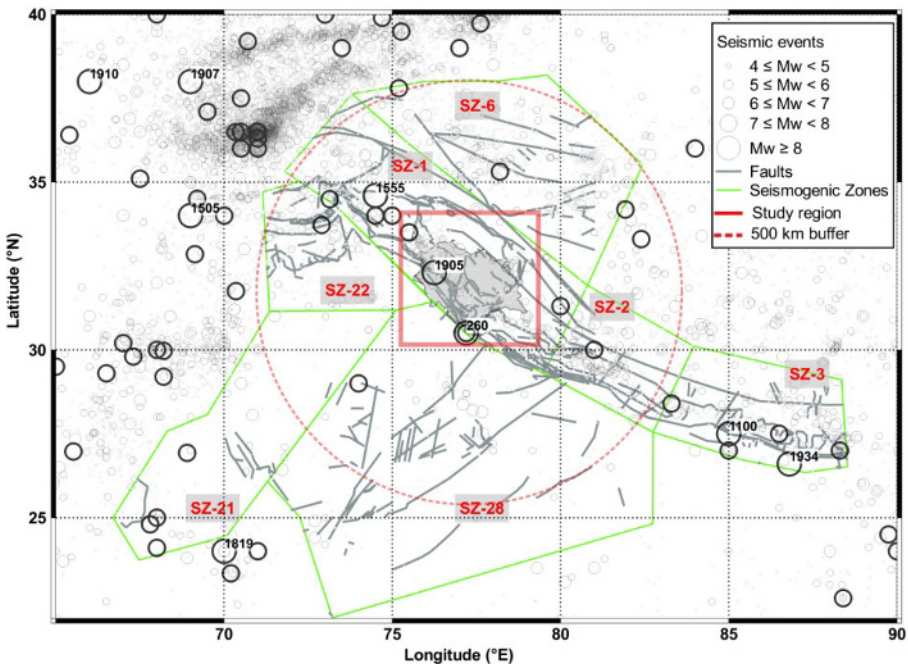 40
35
30
25
Latitude (°N)
1910
1907
1505
1555
1905
260
1100
1934
1819
SZ-6
SZ-1
SZ-22
SZ-2
SZ-3
SZ-21
SZ-28
Seismic events
4 ≤ Mw < 5
5 ≤ Mw < 6
6 ≤ Mw < 7
7 ≤ Mw < 8
Mw ≥ 8
Faults
Seismogenic Zones
Study region
500 km buffer
70
75
80
85
90
Longitude (°E)